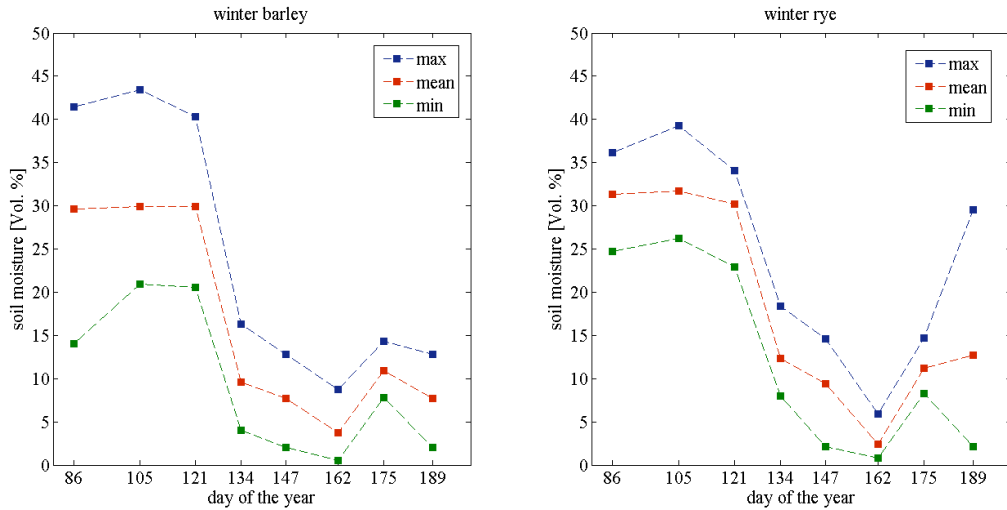 winter barley
50
45
40
35
30
25
20
15
10
5
0
soil moisture [Vol. %]
max
mean
min
86 105 121 134 147 162 175 189
day of the year
winter rye
50
45
40
35
30
25
20
15
10
5
0
soil moisture [Vol. %]
max
mean
min
86 105 121 134 147 162 175 189
day of the year